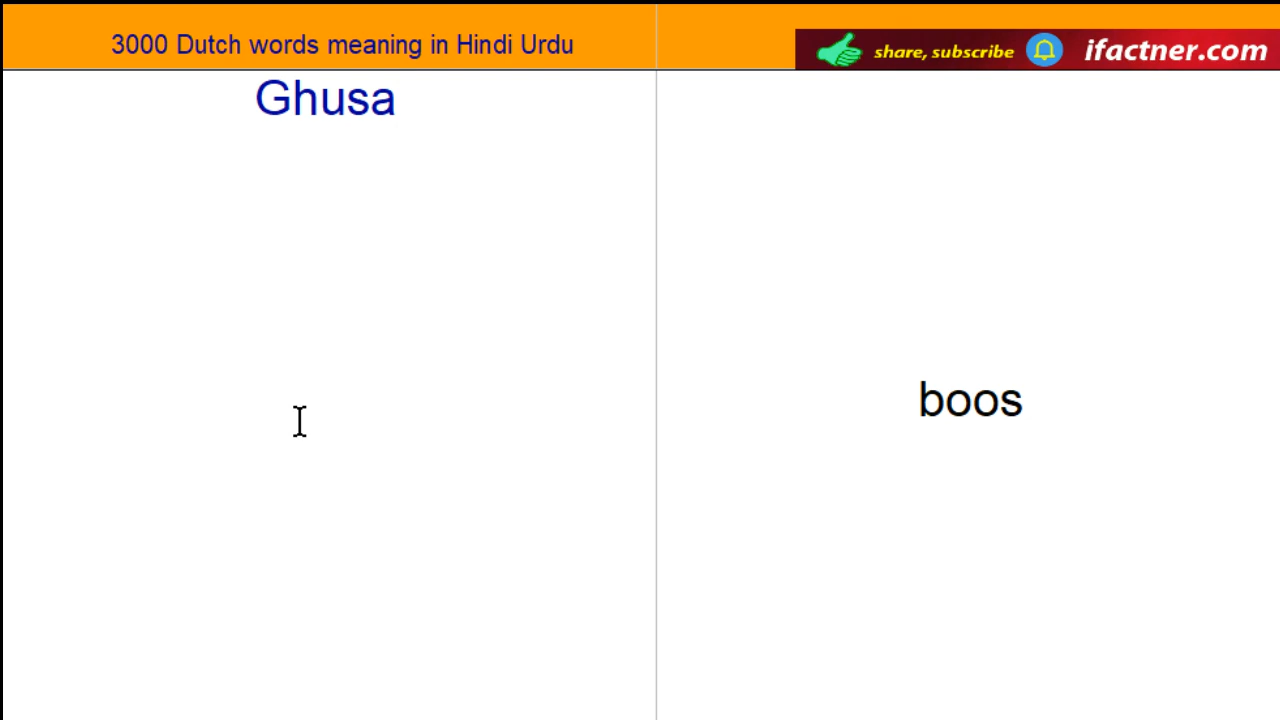 3000 Dutch words meaning in Hindi Urdu
share, subscribe
ifactner.com
Ghusa
boos